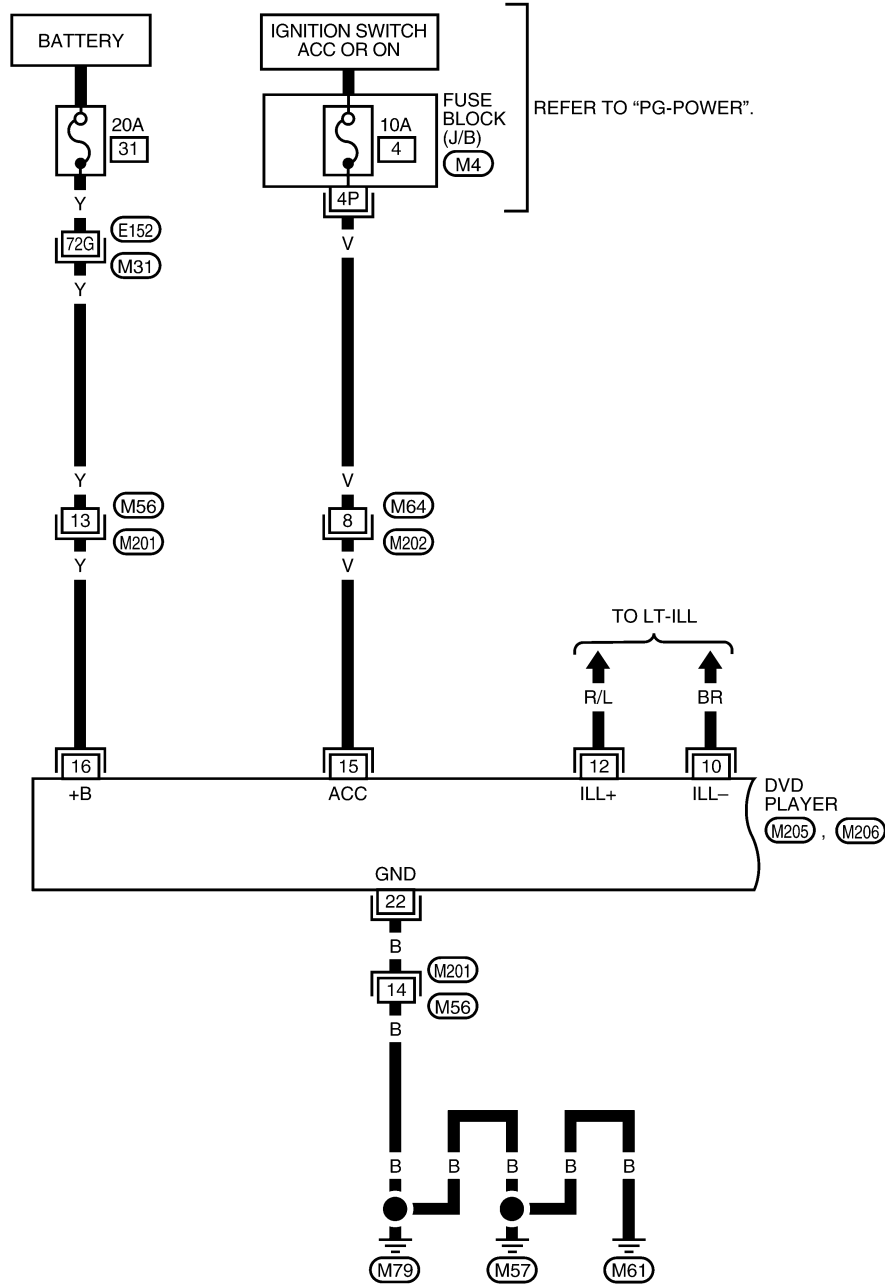 BATTERY
IGNITION SWITCH
ACC OR ON
20A
31
10A
4
FUSE
BLOCK
(J/B)
M4
REFER TO “PG-POWER”.
4P
Y
V
72G
E152
M31
Y
Y
V
13
M56
M201
8
M64
M202
Y
V
TO LT-ILL
R/L
BR
16
15
12
10
+B
ACC
ILL+
ILL–
DVD
PLAYER
M205 , M206
GND
22
B
14
M201
M56
B
B
B
B
B
B
M79
M57
M61